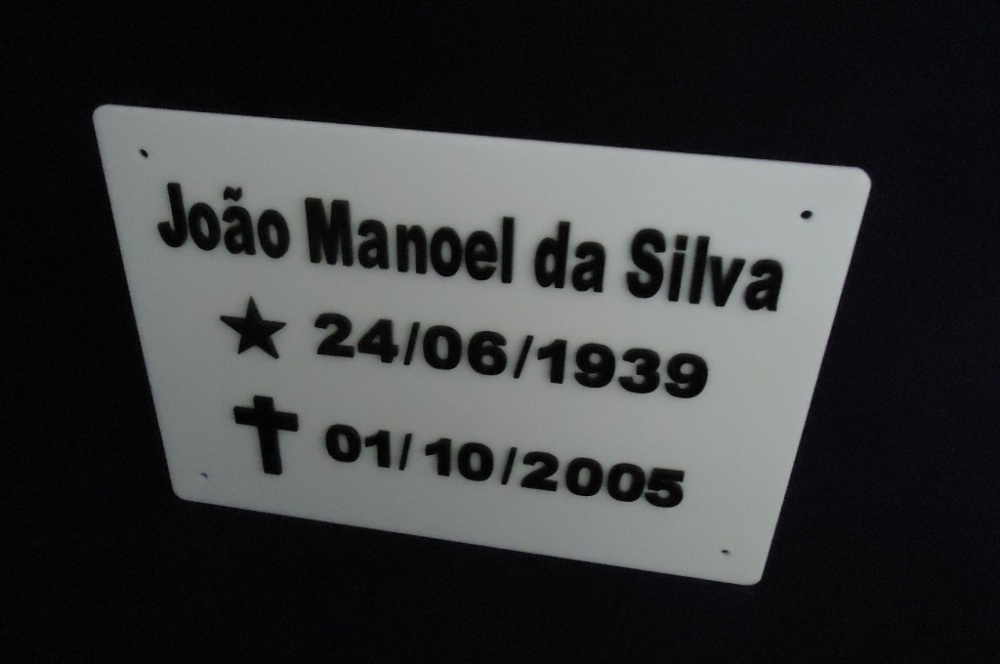 João Manoel da Silva
★ 24/06/1939
✝ 01/10/2005